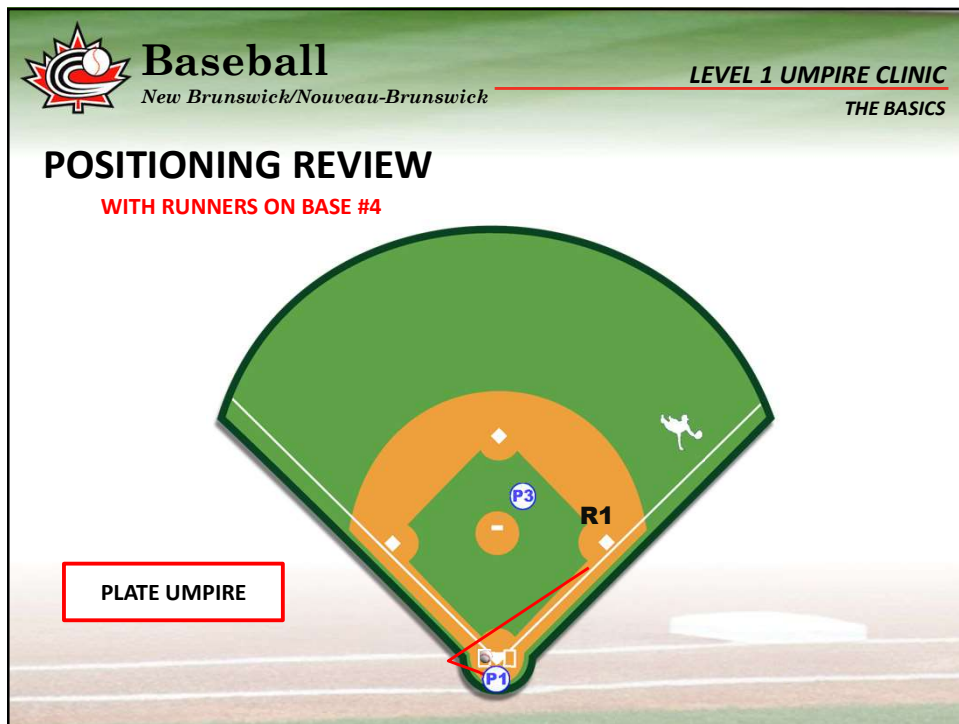 Baseball
New Brunswick/Nouveau-Brunswick
LEVEL 1 UMPIRE CLINIC
THE BASICS
POSITIONING REVIEW
WITH RUNNERS ON BASE #4
P3
R1
PLATE UMPIRE
P1